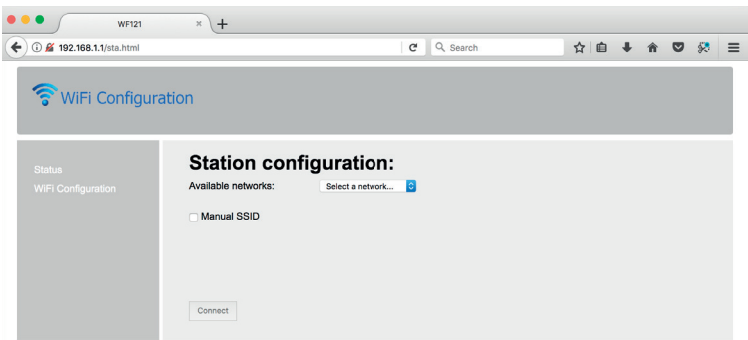 WF121
192.168.1.1/sta.html
Search
WiFi Configuration
Status
WiFi Configuration
Station configuration:
Available networks: Select a network...
Manual SSID
Connect